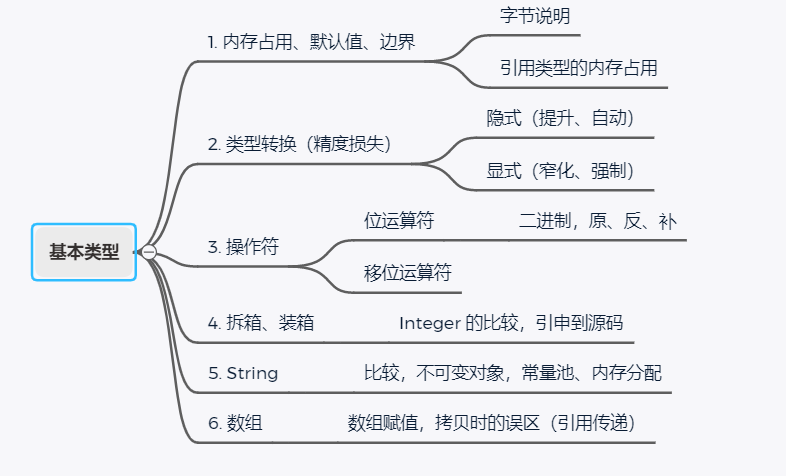 基本类型
1. 内存占用、默认值、边界
字节说明
引用类型的内存占用
2. 类型转换（精度损失）
隐式（提升、自动）
显式（窄化、强制）
3. 操作符
位运算符
二进制，原、反、补
移位运算符
4. 拆箱、装箱
Integer 的比较，引申到源码
5. String
比较，不可变对象，常量池、内存分配
6. 数组
数组赋值，拷贝时的误区（引用传递）